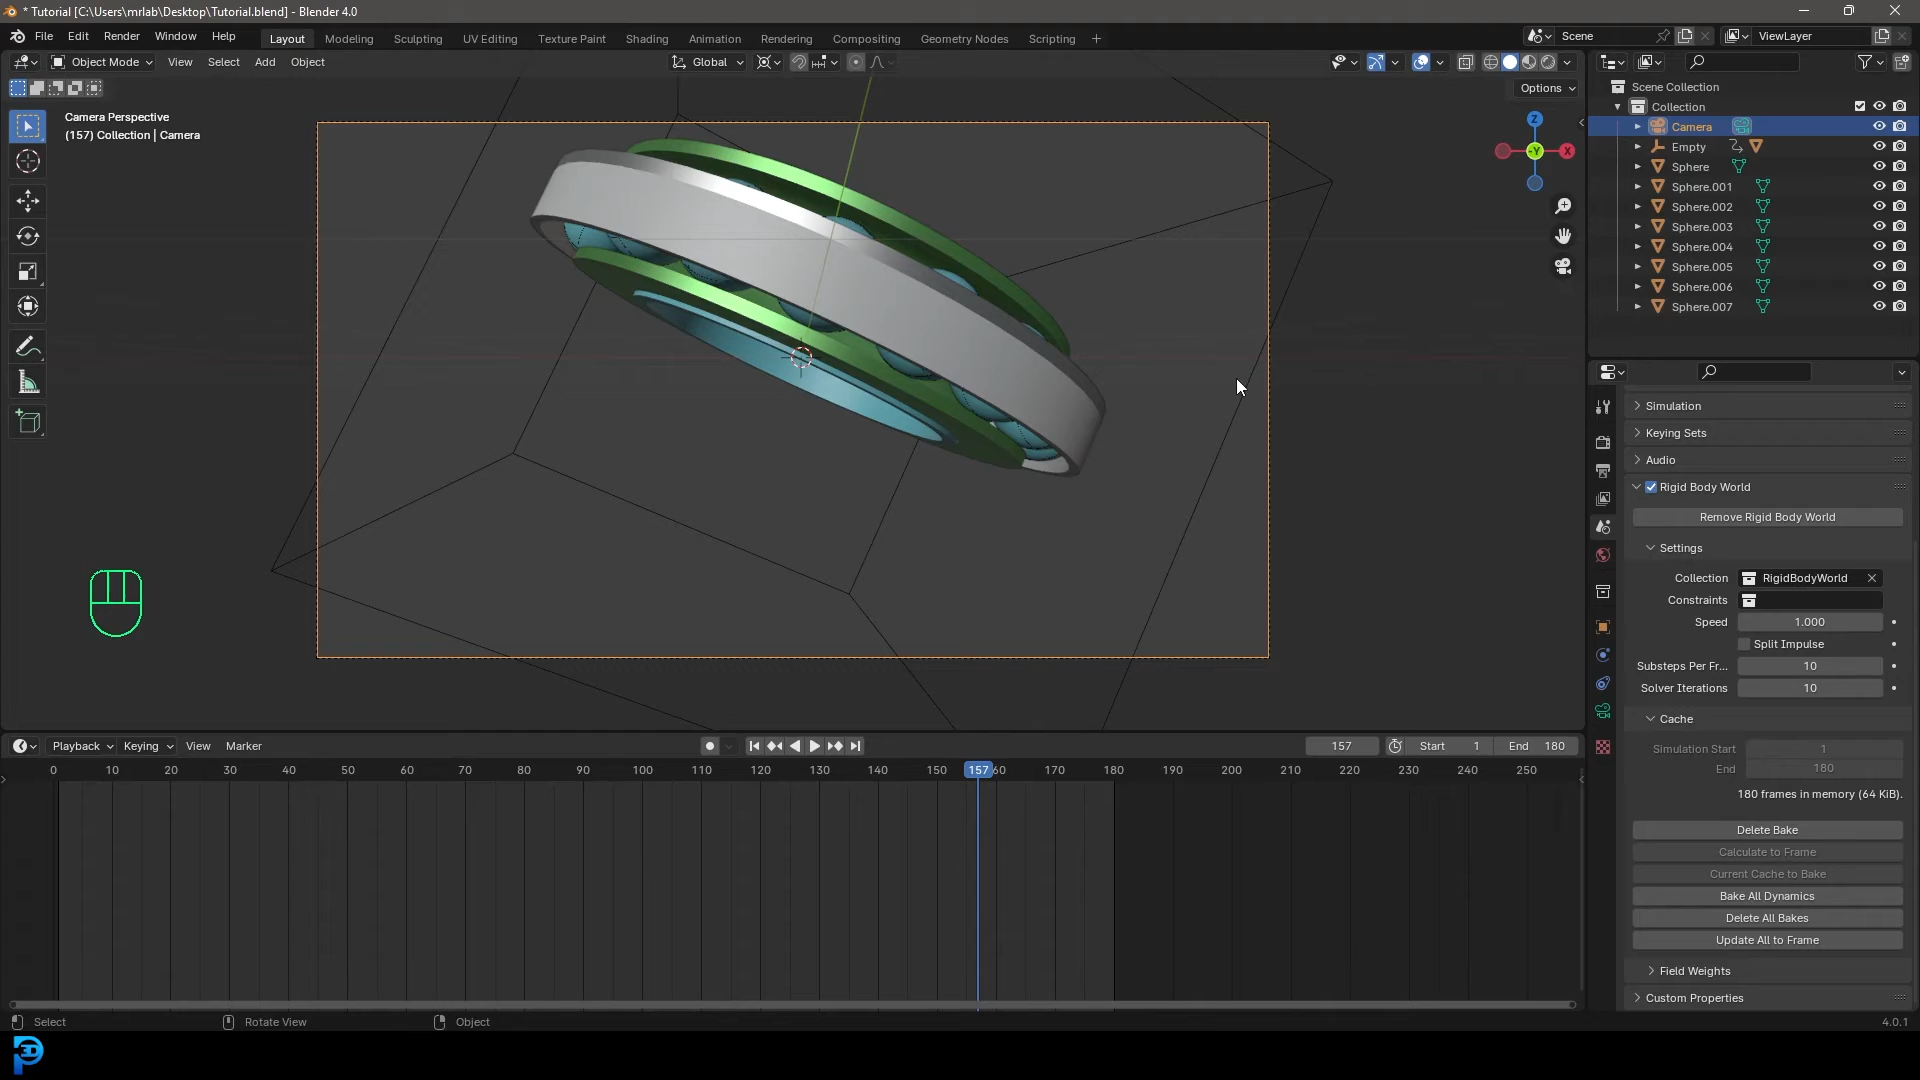 * Tutorial [C:\Users\mrlab\Desktop\Tutorial.blend] - Blender 4.0
File Edit Render Window Help Layout Modeling Sculpting UV Editing Texture Paint Shading Animation Rendering Compositing Geometry Nodes Scripting + Scene ViewLayer
Object Mode View Select Add Object Global
Options
Camera Perspective
(157) Collection | Camera
Z
-Y
X
Scene Collection
Collection
Camera
Empty
Sphere
Sphere.001
Sphere.002
Sphere.003
Sphere.004
Sphere.005
Sphere.006
Sphere.007
Simulation
Keying Sets
Audio
Rigid Body World
Remove Rigid Body World
Settings
Collection RigidBodyWorld
Constraints
Speed 1.000
Split Impulse
Substeps Per Fr... 10
Solver Iterations 10
Cache
Simulation Start 1
End 180
180 frames in memory (64 KiB).
Delete Bake
Calculate to Frame
Current Cache to Bake
Bake All Dynamics
Delete All Bakes
Update All to Frame
Field Weights
Custom Properties
Playback Keying View Marker 157 Start 1 End 180
0 10 20 30 40 50 60 70 80 90 100 110 120 130 140 150 157 60 170 180 190 200 210 220 230 240 250
Select Rotate View Object 4.0.1